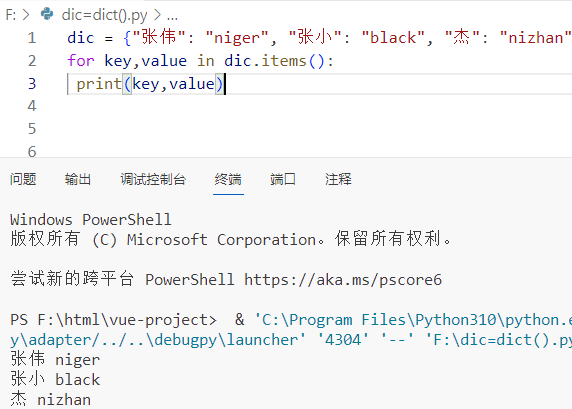 F: > dic=dict().py > ...
1 dic = {"张伟": "niger", "张小": "black", "杰": "nizhan"
2 for key,value in dic.items():
3 print(key,value)
4
5
6
问题 输出 调试控制台 终端 端口 注释
Windows PowerShell
版权所有 (C) Microsoft Corporation。保留所有权利。
尝试新的跨平台 PowerShell https://aka.ms/pscore6
PS F:\html\vue-project>  & 'C:\Program Files\Python310\python.e
y\adapter/../..\debugpy\launcher' '4304' '--' 'F:\dic=dict().py
张伟 niger
张小 black
杰 nizhan